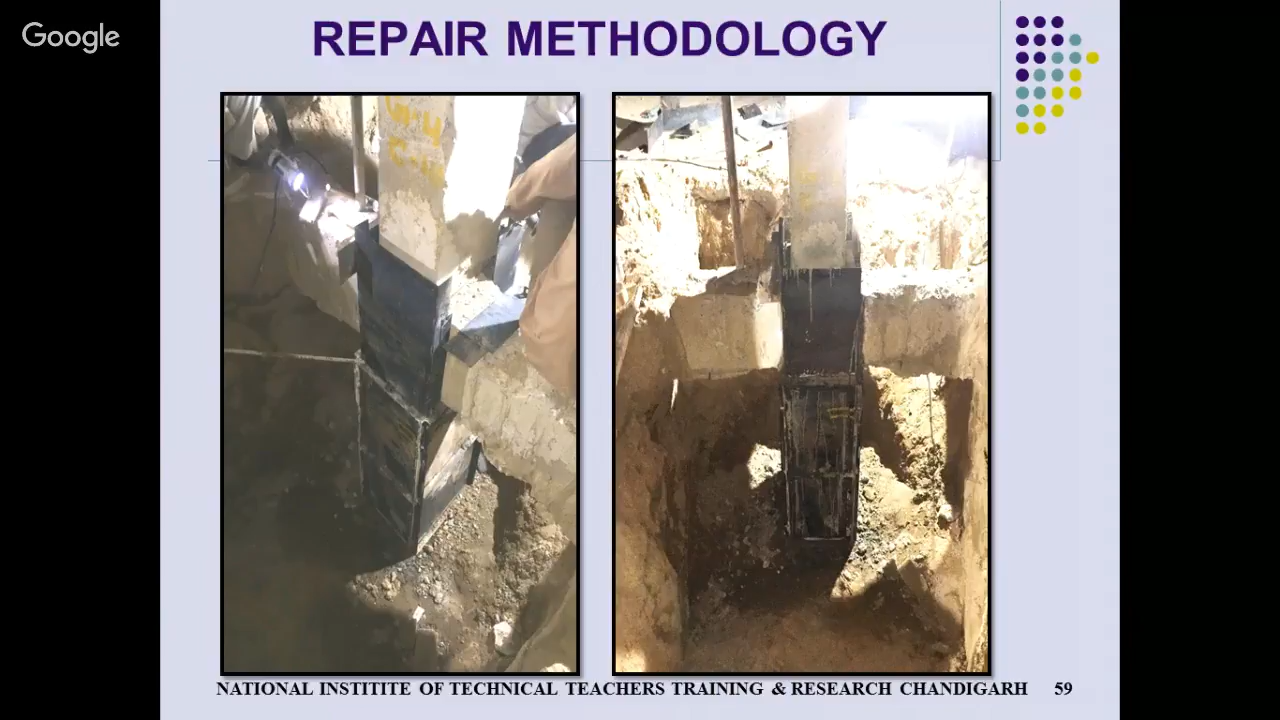 Google
REPAIR METHODOLOGY
NATIONAL INSTITITE OF TECHNICAL TEACHERS TRAINING & RESEARCH CHANDIGARH 59